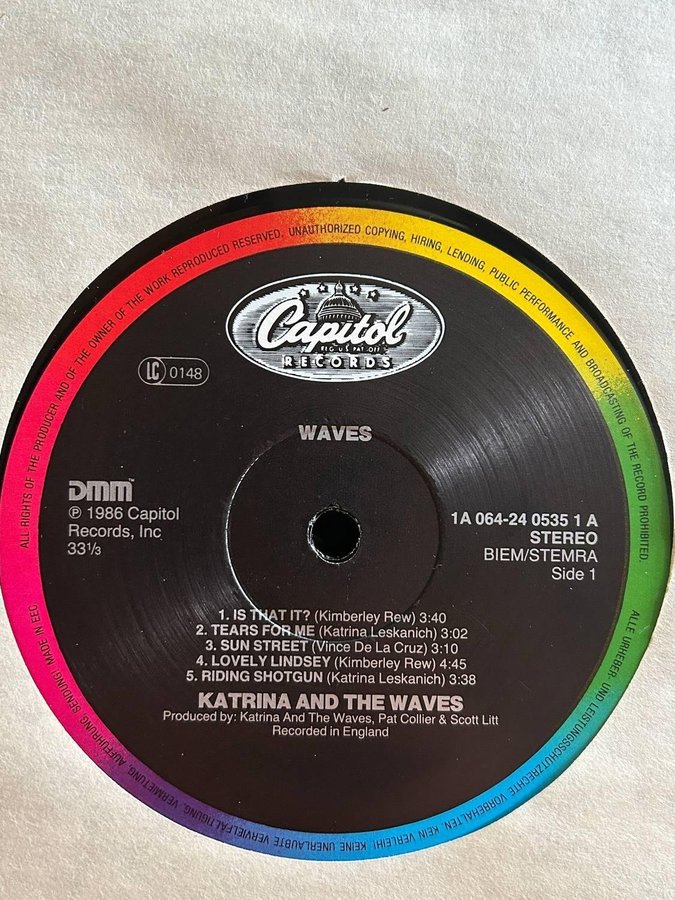 ALL RIGHTS OF THE PRODUCER AND OF THE OWNER OF THE WORK REPRODUCED RESERVED. UNAUTHORIZED COPYING, HIRING, LENDING, PUBLIC PERFORMANCE AND BROADCASTING OF THE RECORD PROHIBITED.
Capitol
REG. U.S. PAT. OFF.
RECORDS
LC 0148
WAVES
DMM™
℗ 1986 Capitol
Records, Inc
33⅓
1A 064-24 0535 1 A
STEREO
BIEM/STEMRA
Side 1
1. IS THAT IT? (Kimberley Rew) 3:40
2. TEARS FOR ME (Katrina Leskanich) 3:02
3. SUN STREET (Vince De La Cruz) 3:10
4. LOVELY LINDSEY (Kimberley Rew) 4:45
5. RIDING SHOTGUN (Katrina Leskanich) 3:38
KATRINA AND THE WAVES
Produced by: Katrina And The Waves, Pat Collier & Scott Litt
Recorded in England
ALLE URHEBER- UND LEISTUNGSSCHUTZRECHTE VORBEHALTEN. KEIN VERLEIH! KEINE UNERLAUBTE VERVIELFÄLTIGUNG, VERMIETUNG, AUFFÜHRUNG, SENDUNG! MADE IN EEC.